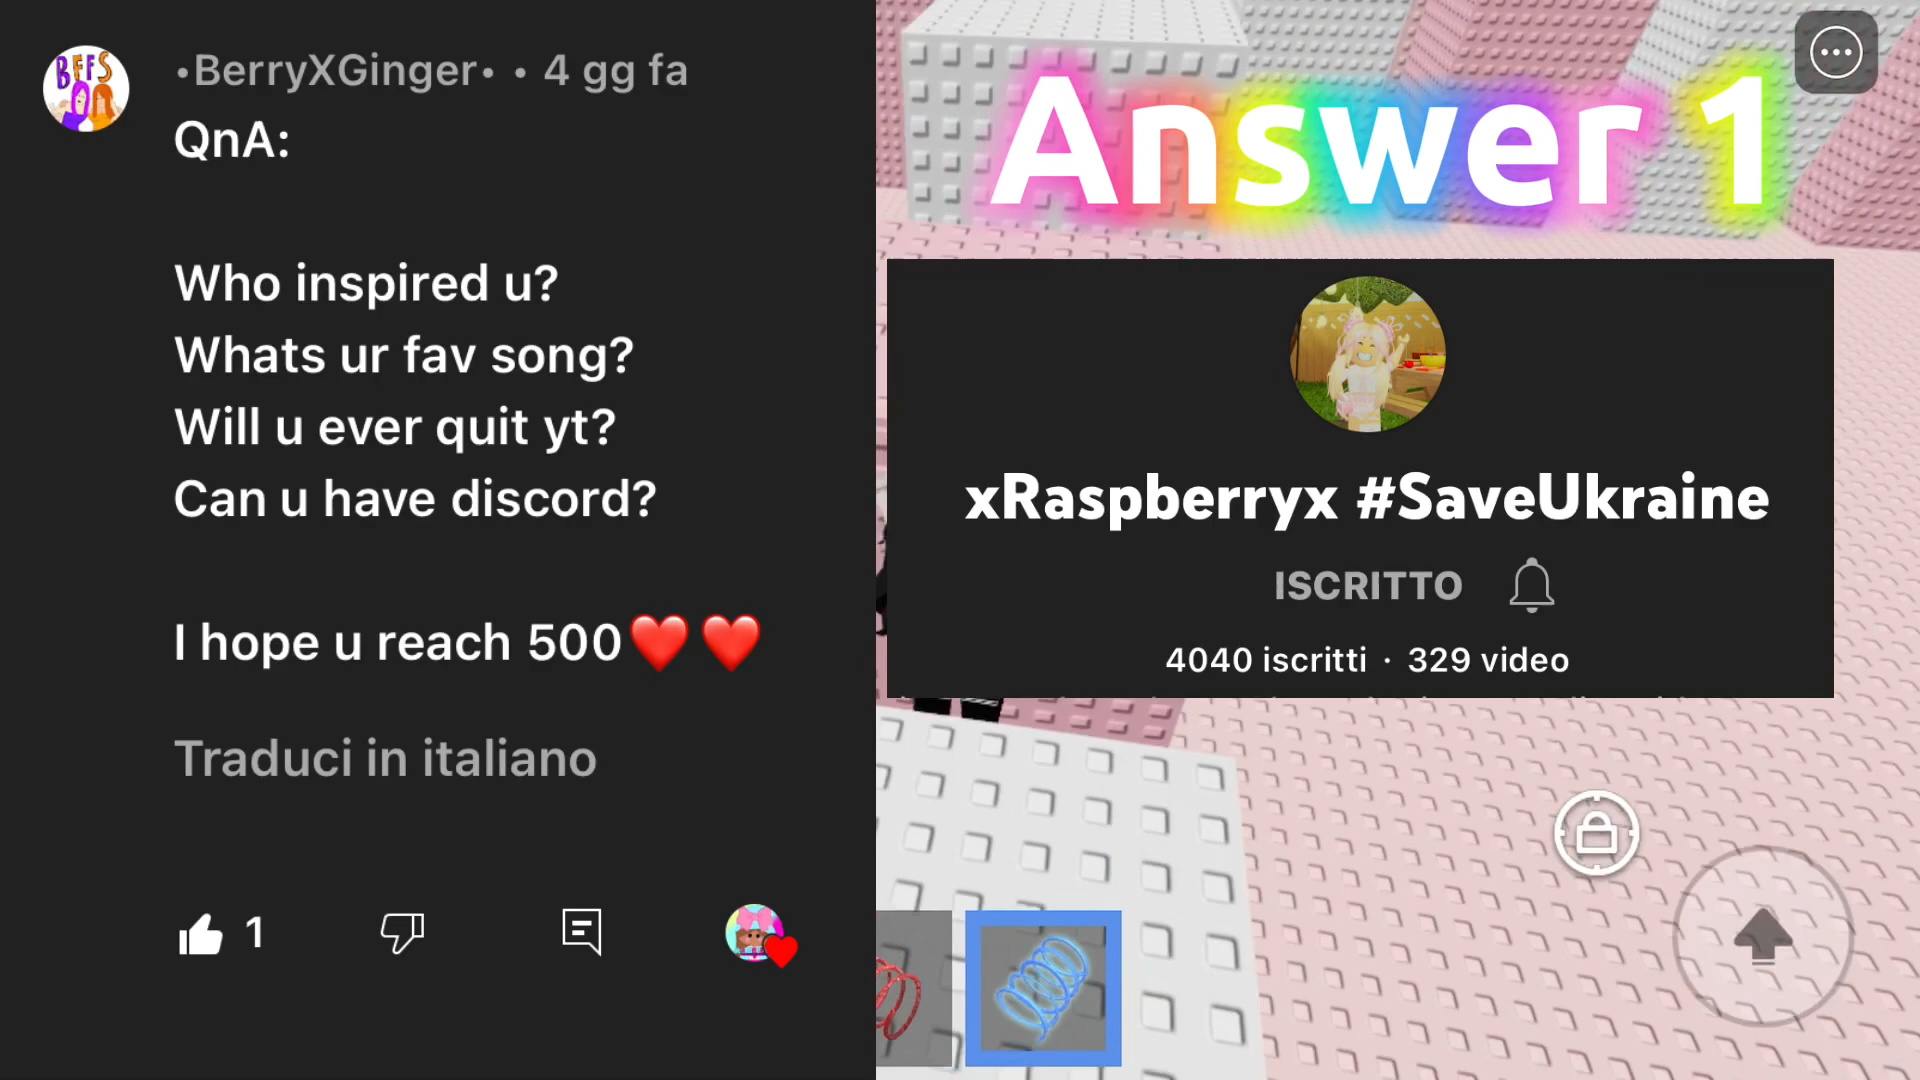 BFFS
•BerryXGinger• • 4 gg fa
QnA:
Who inspired u?
Whats ur fav song?
Will u ever quit yt?
Can u have discord?
I hope u reach 500❤️❤️
Traduci in italiano
1
Answer 1
xRaspberryx #SaveUkraine
ISCRITTO
4040 iscritti · 329 video